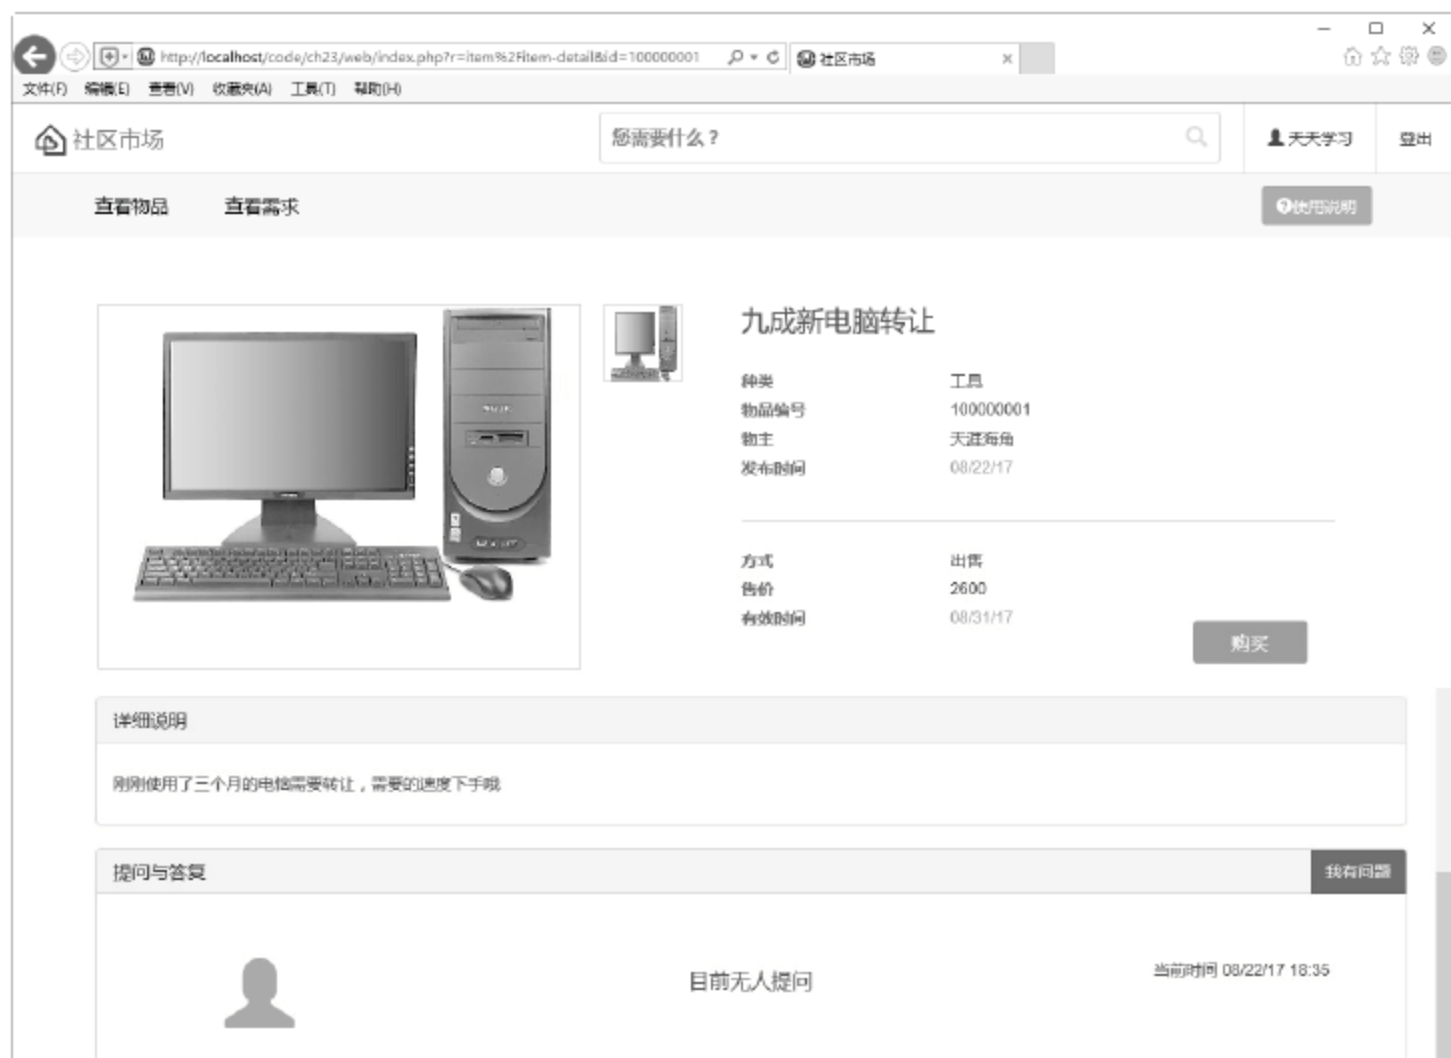 http://localhost/code/ch23/web/index.php?r=item%2Fitem-detail&id=100000001
社区市场
文件(F) 编辑(E) 查看(V) 收藏夹(A) 工具(T) 帮助(H)
社区市场
您需要什么？
天天学习
登出
查看物品 查看需求
使用说明
九成新电脑转让
种类 工具
物品编号 100000001
物主 天涯海角
发布时间 08/22/17
方式 出售
售价 2600
有效时间 08/31/17
购买
详细说明
刚刚使用了三个月的电脑需要转让，需要的速度下手哦
提问与答复
我有问题
目前无人提问
当前时间 08/22/17 18:35